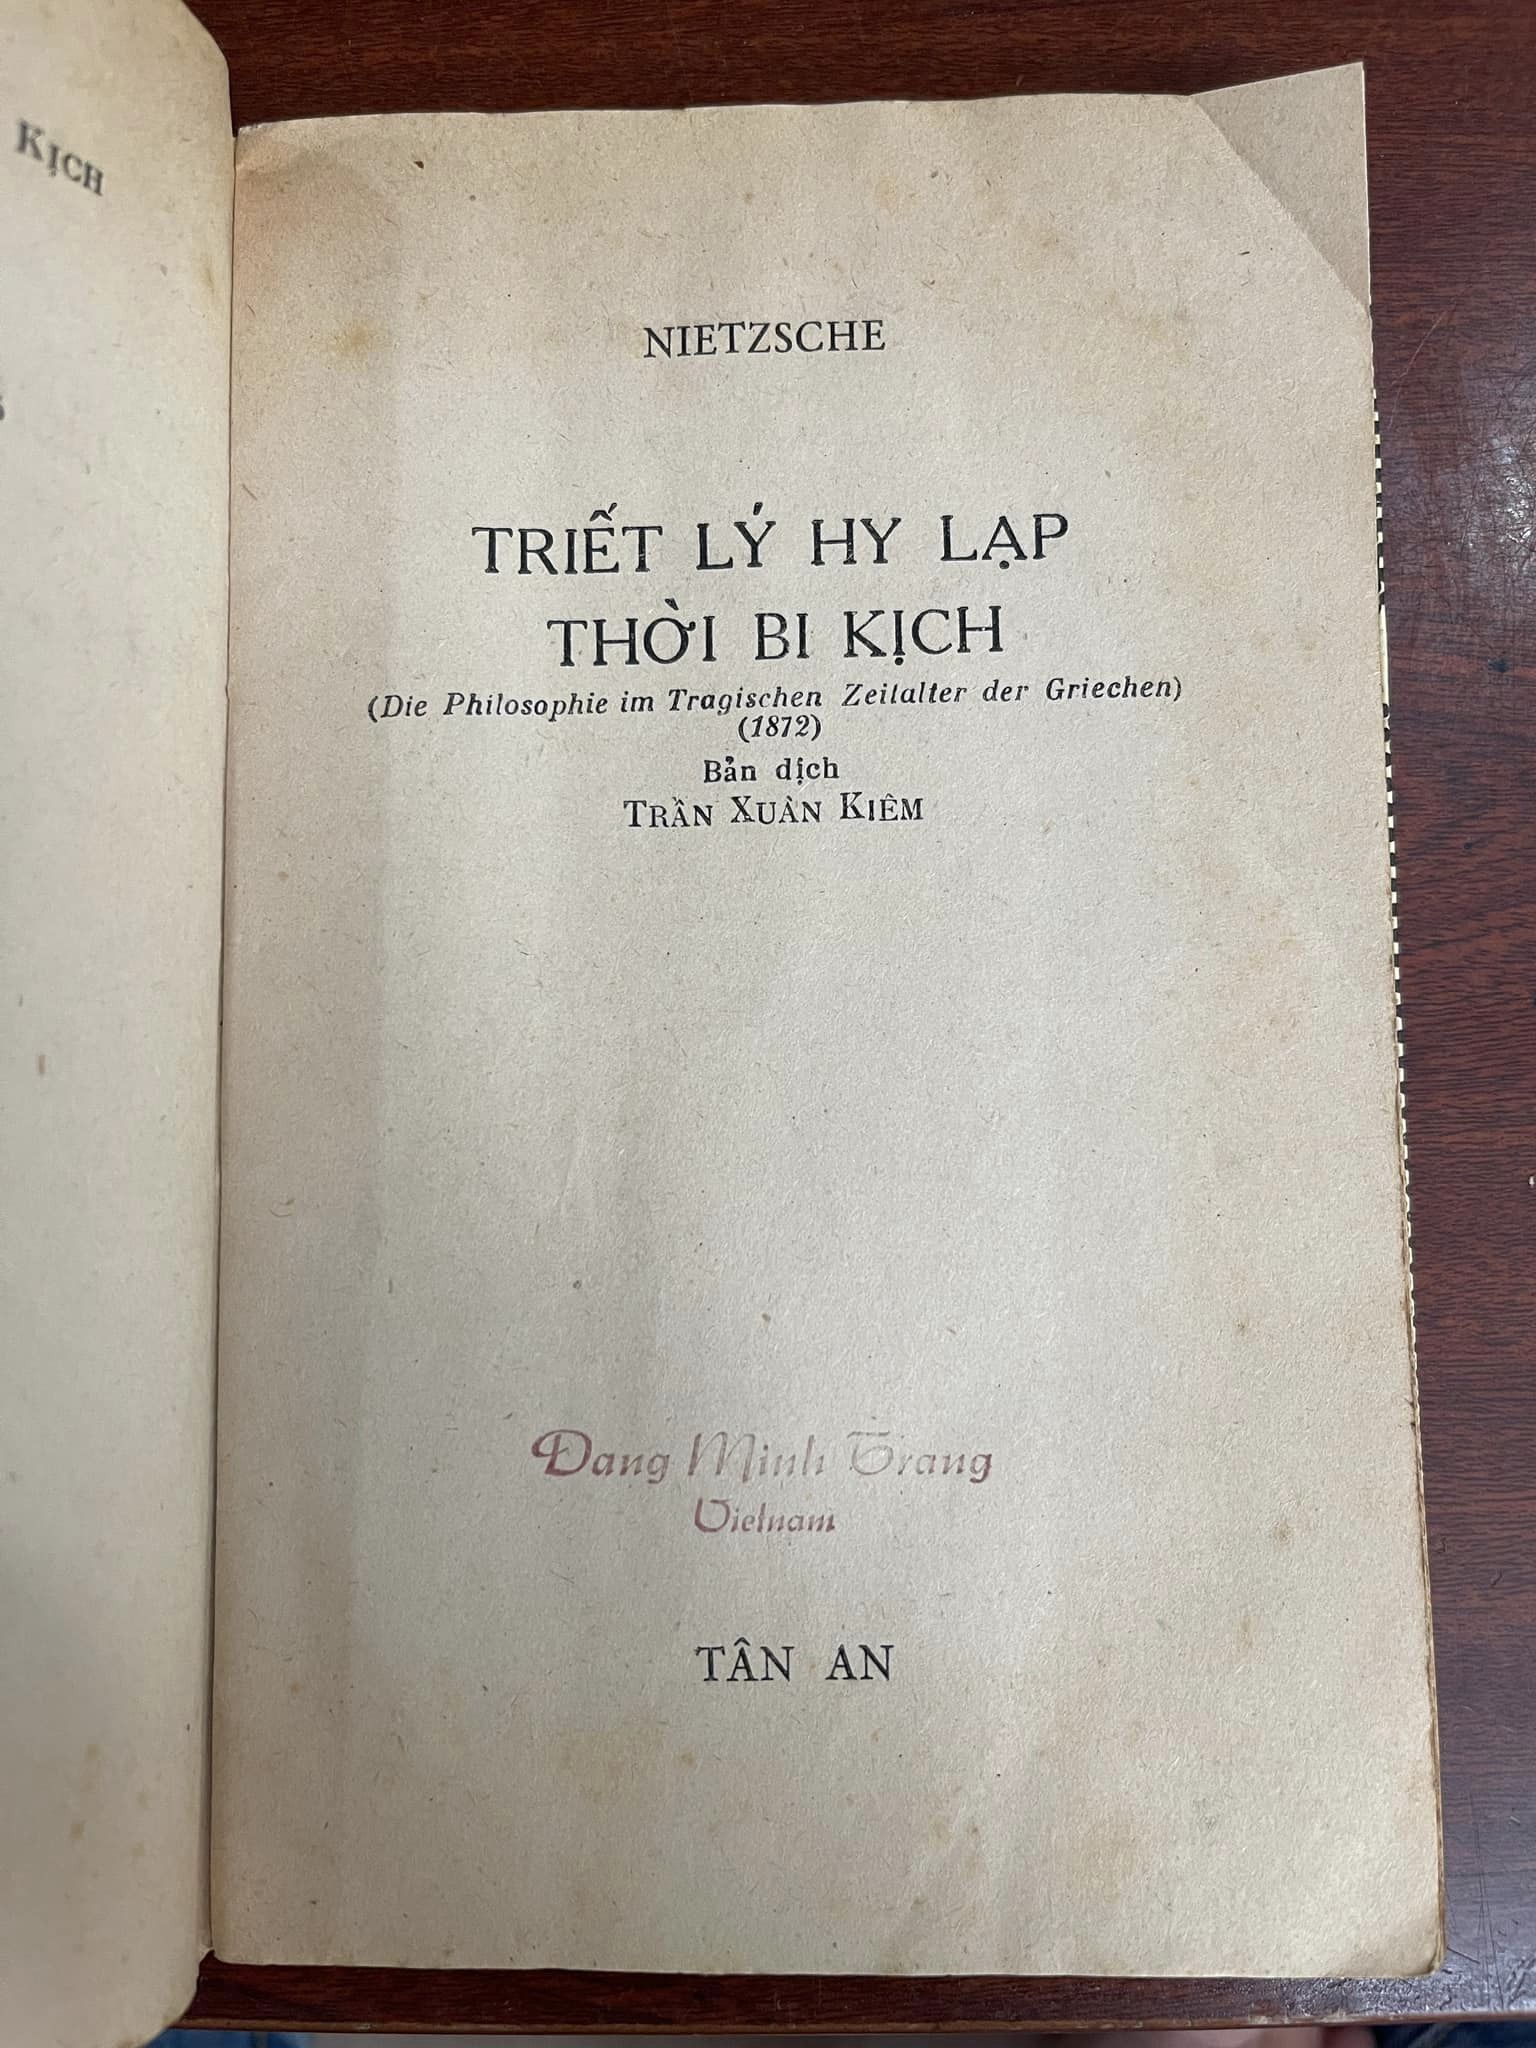 KỊCH
NIETZSCHE
TRIẾT LÝ HY LẠP
THỜI BI KỊCH
(Die Philosophie im Tragischen Zeitalter der Griechen)
(1872)
Bản dịch
TRẦN XUÂN KIÊM
Dang Minh Trang
Vietnam
TÂN AN